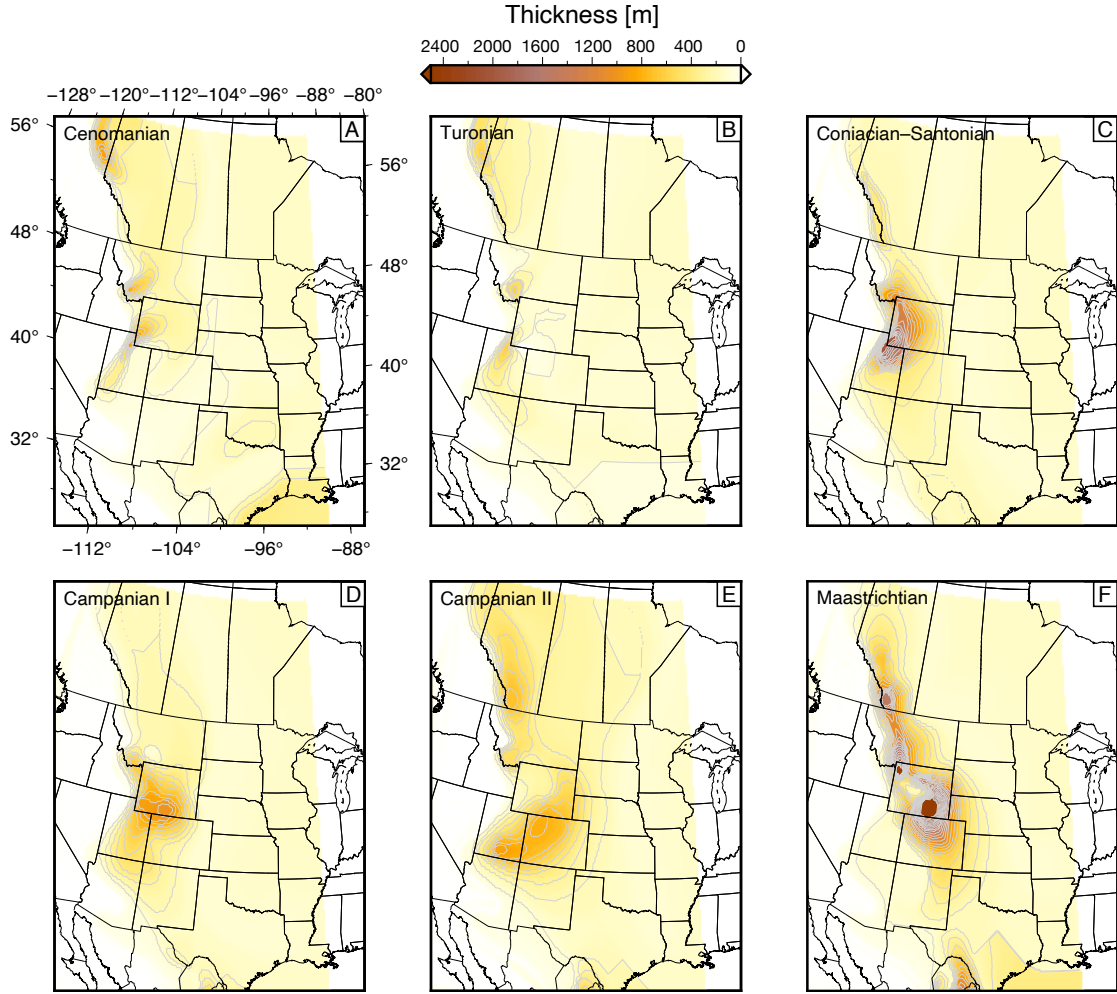 Thickness [m]
2400 2000 1600 1200 800 400 0
−128° −120° −112° −104° −96° −88° −80°
56°
48°
40°
32°
56°
48°
40°
32°
−112° −104° −96° −88°
Cenomanian A
Turonian B
Coniacian–Santonian C
Campanian I D
Campanian II E
Maastrichtian F